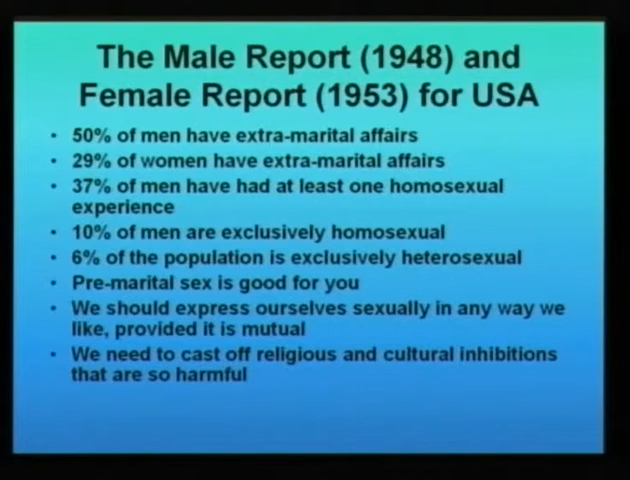 The Male Report (1948) and
Female Report (1953) for USA
• 50% of men have extra-marital affairs
• 29% of women have extra-marital affairs
• 37% of men have had at least one homosexual
experience
• 10% of men are exclusively homosexual
• 6% of the population is exclusively heterosexual
• Pre-marital sex is good for you
• We should express ourselves sexually in any way we
like, provided it is mutual
• We need to cast off religious and cultural inhibitions
that are so harmful